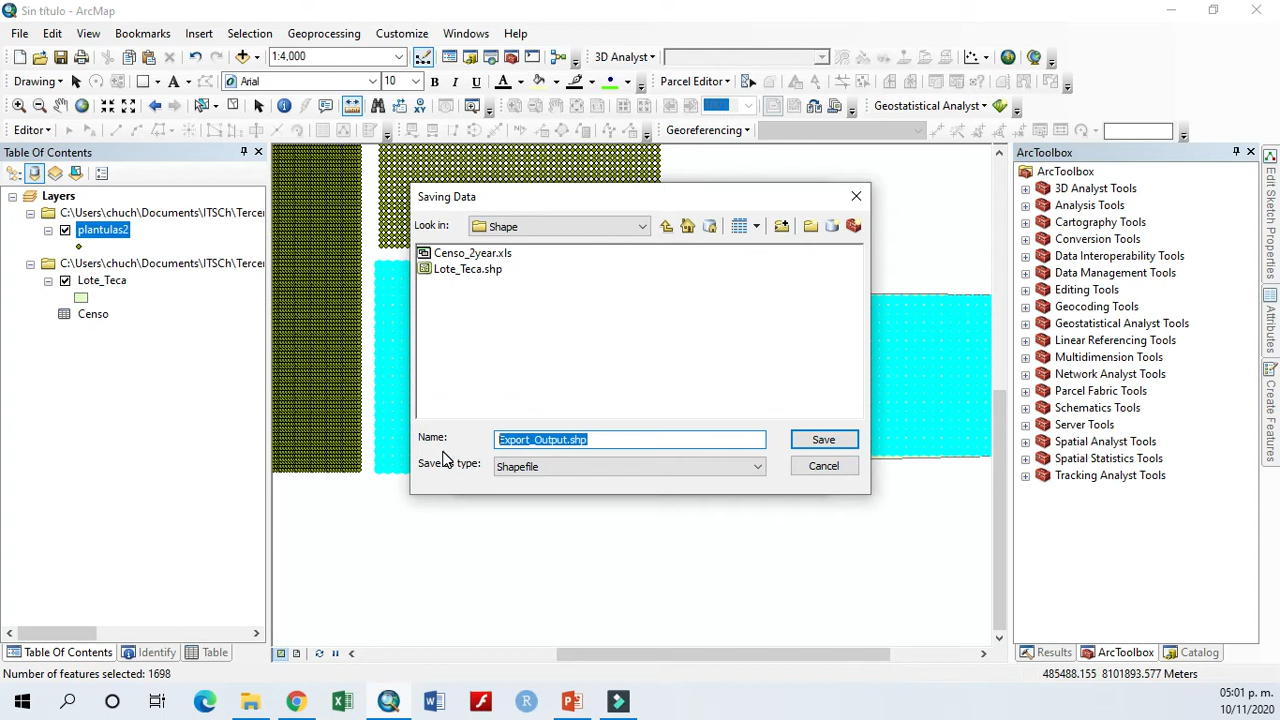 Sin título - ArcMap
File Edit View Bookmarks Insert Selection Geoprocessing Customize Windows Help
1:4,000 3D Analyst
Drawing Arial 10 B I U A Parcel Editor
Geostatistical Analyst
Editor Georeferencing
Table Of Contents
Layers
C:\Users\chuch\Documents\ITSCh\Tercer
plantulas2
C:\Users\chuch\Documents\ITSCh\Tercer
Lote_Teca
Censo
Saving Data
Look in: Shape
Censo_2year.xls
Lote_Teca.shp
Name: Export_Output.shp Save
Save type: Shapefile Cancel
ArcToolbox
ArcToolbox
3D Analyst Tools
Analysis Tools
Cartography Tools
Conversion Tools
Data Interoperability Tools
Data Management Tools
Editing Tools
Geocoding Tools
Geostatistical Analyst Tools
Linear Referencing Tools
Multidimension Tools
Network Analyst Tools
Parcel Fabric Tools
Schematics Tools
Server Tools
Spatial Analyst Tools
Spatial Statistics Tools
Tracking Analyst Tools
Edit Sketch Properties
Attributes
Create Features
Table Of Contents Identify Table
Results ArcToolbox Catalog
Number of features selected: 1698
485488.155 8101893.577 Meters
05:01 p. m.
10/11/2020